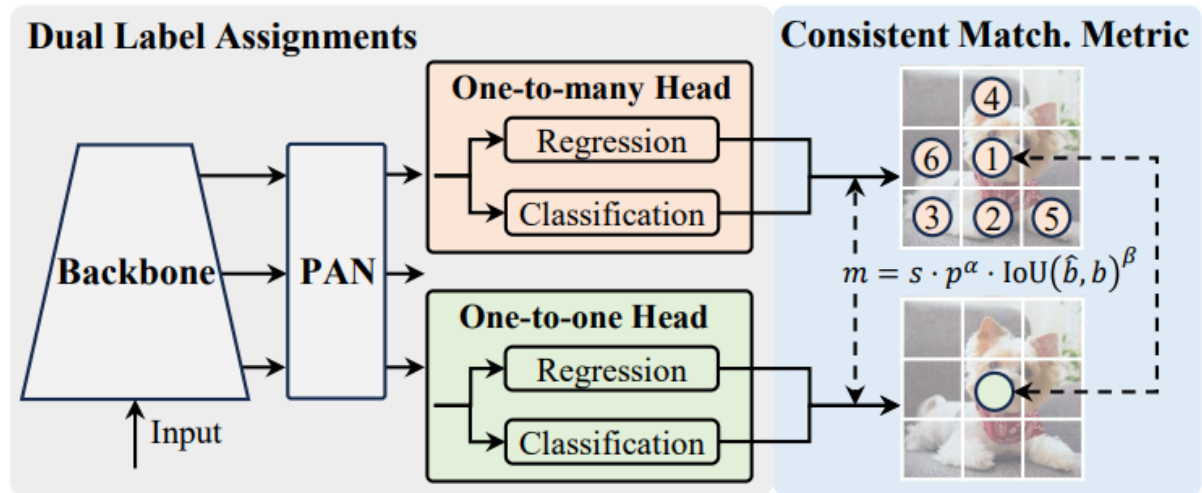 Dual Label Assignments
Consistent Match. Metric
One-to-many Head
Regression
Classification
Backbone
PAN
Input
One-to-one Head
Regression
Classification
4
6 1
3 2 5
m = s · p^α · IoU(b̂, b)^β